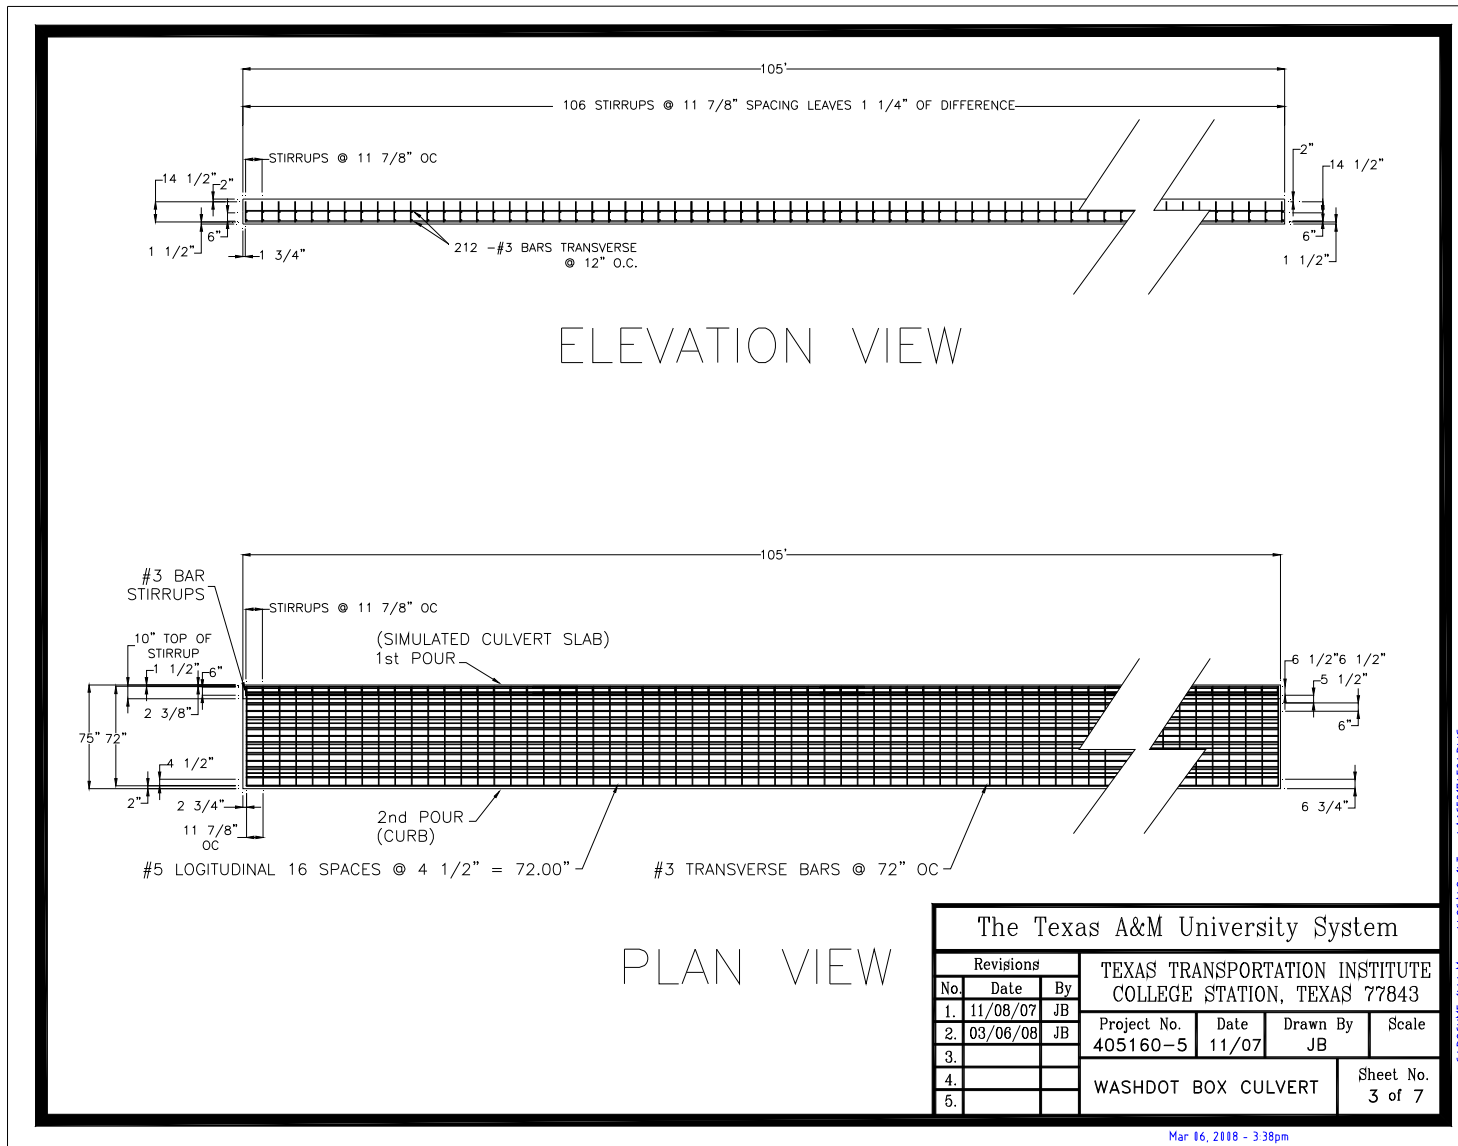 105'
106 STIRRUPS @ 11 7/8" SPACING LEAVES 1 1/4" OF DIFFERENCE
STIRRUPS @ 11 7/8" OC
14 1/2"
2"
6"
1 1/2"
1 3/4"
212 -#3 BARS TRANSVERSE
@ 12" O.C.
2"
14 1/2"
6"
1 1/2"
ELEVATION VIEW
105'
#3 BAR
STIRRUPS
STIRRUPS @ 11 7/8" OC
(SIMULATED CULVERT SLAB)
1st POUR
10" TOP OF
STIRRUP
1 1/2"
6"
2 3/8"
75"
72"
4 1/2"
2"
2 3/4"
11 7/8"
OC
6 1/2"
6 1/2"
5 1/2"
6"
6 3/4"
2nd POUR
(CURB)
#5 LOGITUDINAL 16 SPACES @ 4 1/2" = 72.00"
#3 TRANSVERSE BARS @ 72" OC
PLAN VIEW
The Texas A&M University System
Revisions
No. Date By
1. 11/08/07 JB
2. 03/06/08 JB
3.
4.
5.
TEXAS TRANSPORTATION INSTITUTE
COLLEGE STATION, TEXAS 77843
Project No. Date Drawn By Scale
405160-5 11/07 JB
WASHDOT BOX CULVERT
Sheet No.
3 of 7
Mar 06, 2008 - 3:38pm